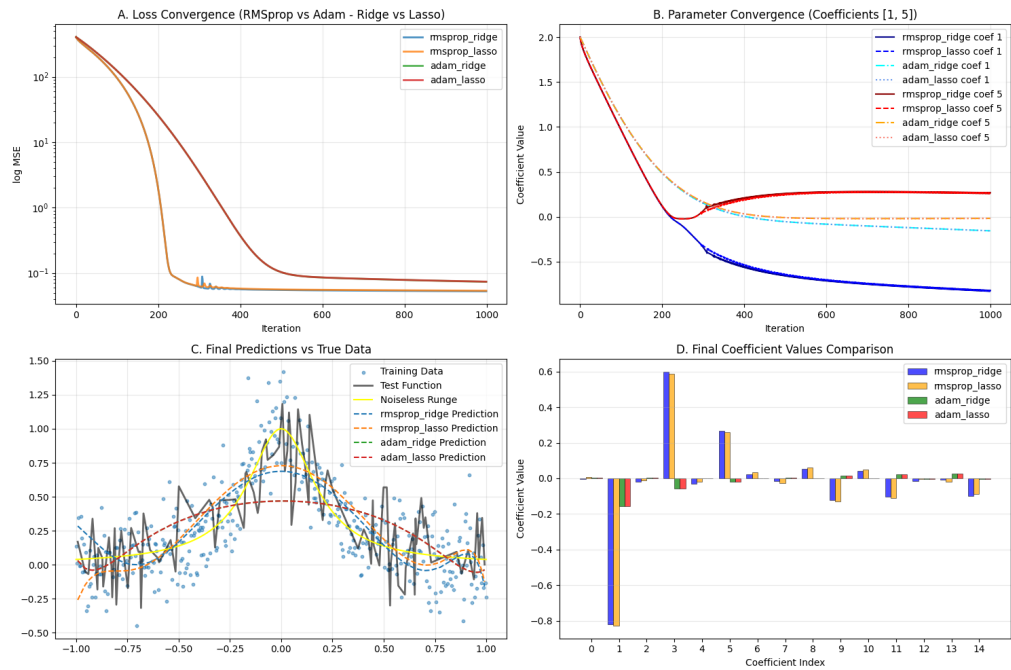 A. Loss Convergence (RMSprop vs Adam - Ridge vs Lasso)
rmsprop_ridge
rmsprop_lasso
adam_ridge
adam_lasso
10²
10¹
10⁰
10⁻¹
log MSE
0 200 400 600 800 1000
Iteration
B. Parameter Convergence (Coefficients [1, 5])
rmsprop_ridge coef 1
rmsprop_lasso coef 1
adam_ridge coef 1
adam_lasso coef 1
rmsprop_ridge coef 5
rmsprop_lasso coef 5
adam_ridge coef 5
adam_lasso coef 5
2.0
1.5
1.0
0.5
0.0
−0.5
Coefficient Value
0 200 400 600 800 1000
Iteration
C. Final Predictions vs True Data
Training Data
Test Function
Noiseless Runge
rmsprop_ridge Prediction
rmsprop_lasso Prediction
adam_ridge Prediction
adam_lasso Prediction
1.50
1.25
1.00
0.75
0.50
0.25
0.00
−0.25
−0.50
−1.00 −0.75 −0.50 −0.25 0.00 0.25 0.50 0.75 1.00
D. Final Coefficient Values Comparison
rmsprop_ridge
rmsprop_lasso
adam_ridge
adam_lasso
0.6
0.4
0.2
0.0
−0.2
−0.4
−0.6
−0.8
Coefficient Value
0 1 2 3 4 5 6 7 8 9 10 11 12 13 14
Coefficient Index